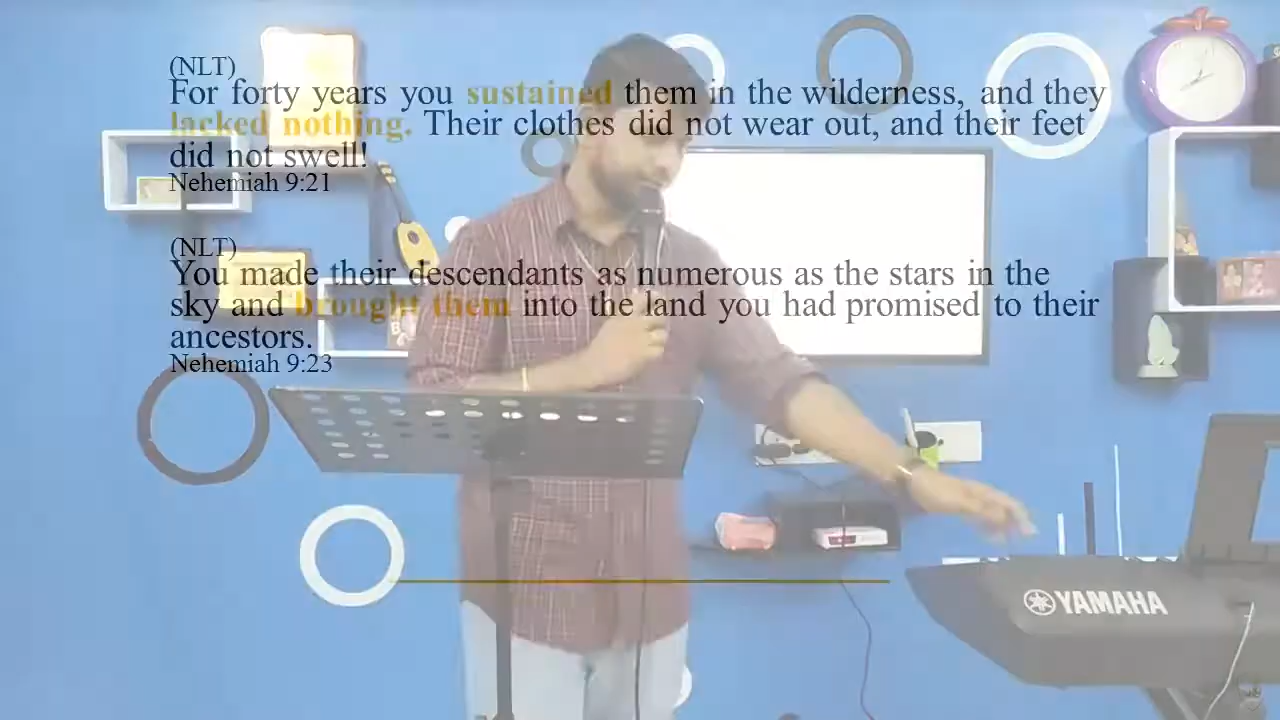 (NLT)
For forty years you sustained them in the wilderness, and they
lacked nothing. Their clothes did not wear out, and their feet
did not swell!
Nehemiah 9:21
(NLT)
You made their descendants as numerous as the stars in the
sky and brought them into the land you had promised to their
ancestors.
Nehemiah 9:23
YAMAHA